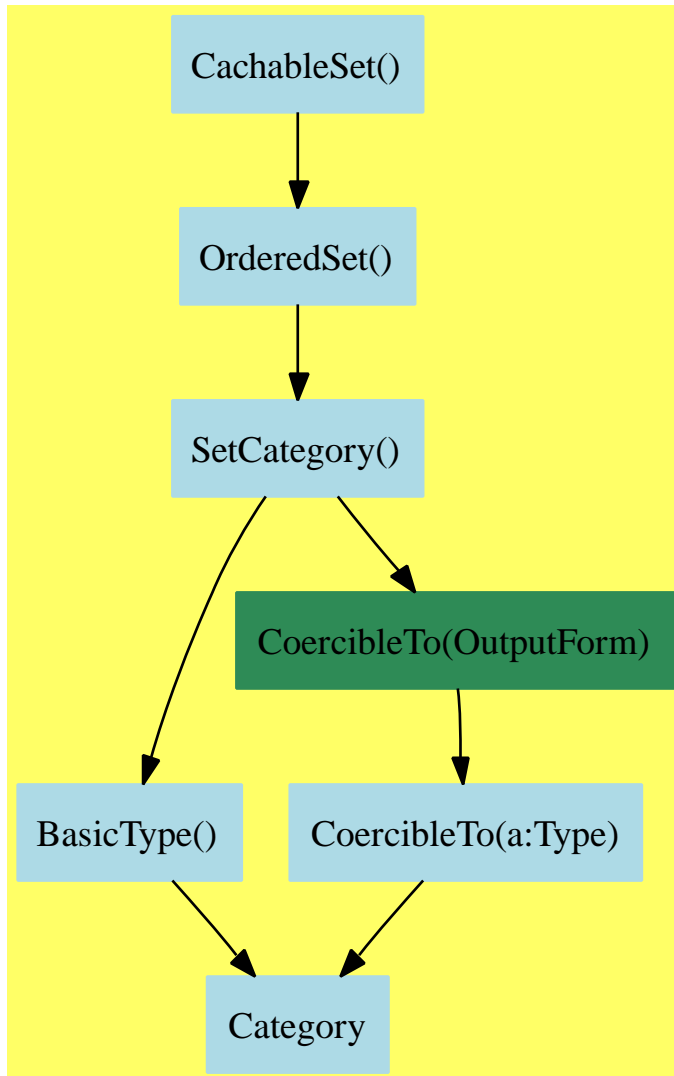 CachableSet()
OrderedSet()
SetCategory()
CoercibleTo(OutputForm)
BasicType()
CoercibleTo(a:Type)
Category